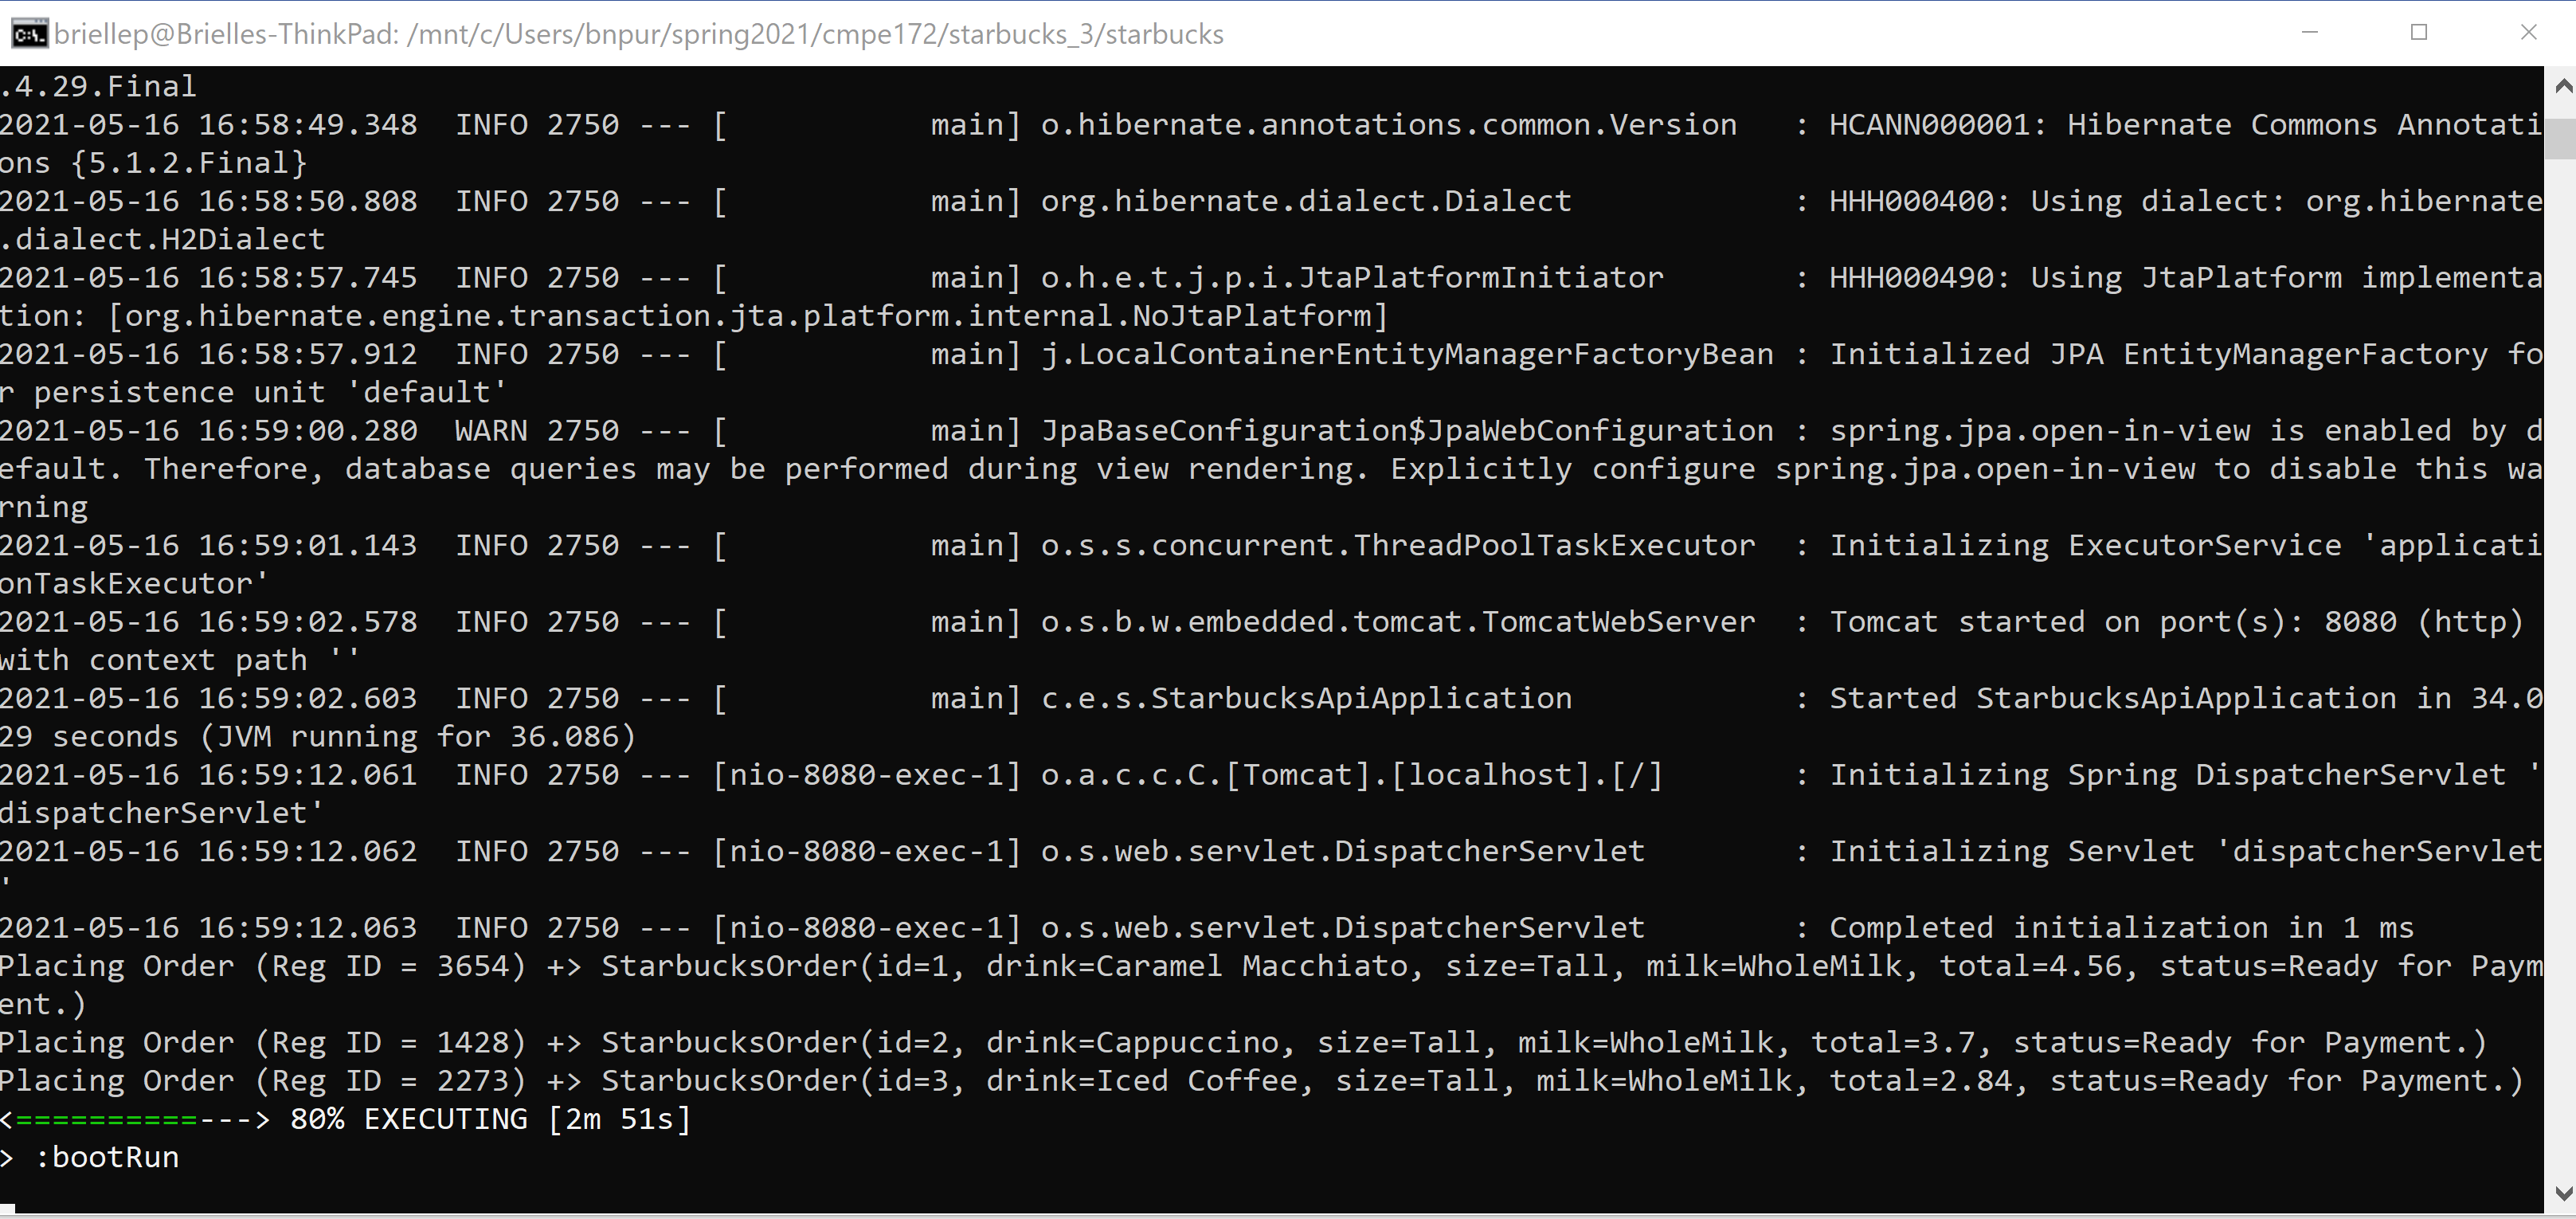 briellep@Brielles-ThinkPad: /mnt/c/Users/bnpur/spring2021/cmpe172/starbucks_3/starbucks
.4.29.Final
2021-05-16 16:58:49.348  INFO 2750 --- [           main] o.hibernate.annotations.common.Version   : HCANN000001: Hibernate Commons Annotati
ons {5.1.2.Final}
2021-05-16 16:58:50.808  INFO 2750 --- [           main] org.hibernate.dialect.Dialect            : HHH000400: Using dialect: org.hibernate
.dialect.H2Dialect
2021-05-16 16:58:57.745  INFO 2750 --- [           main] o.h.e.t.j.p.i.JtaPlatformInitiator       : HHH000490: Using JtaPlatform implementa
tion: [org.hibernate.engine.transaction.jta.platform.internal.NoJtaPlatform]
2021-05-16 16:58:57.912  INFO 2750 --- [           main] j.LocalContainerEntityManagerFactoryBean : Initialized JPA EntityManagerFactory fo
r persistence unit 'default'
2021-05-16 16:59:00.280  WARN 2750 --- [           main] JpaBaseConfiguration$JpaWebConfiguration : spring.jpa.open-in-view is enabled by d
efault. Therefore, database queries may be performed during view rendering. Explicitly configure spring.jpa.open-in-view to disable this wa
rning
2021-05-16 16:59:01.143  INFO 2750 --- [           main] o.s.s.concurrent.ThreadPoolTaskExecutor  : Initializing ExecutorService 'applicati
onTaskExecutor'
2021-05-16 16:59:02.578  INFO 2750 --- [           main] o.s.b.w.embedded.tomcat.TomcatWebServer  : Tomcat started on port(s): 8080 (http)
with context path ''
2021-05-16 16:59:02.603  INFO 2750 --- [           main] c.e.s.StarbucksApiApplication            : Started StarbucksApiApplication in 34.0
29 seconds (JVM running for 36.086)
2021-05-16 16:59:12.061  INFO 2750 --- [nio-8080-exec-1] o.a.c.c.C.[Tomcat].[localhost].[/]       : Initializing Spring DispatcherServlet '
dispatcherServlet'
2021-05-16 16:59:12.062  INFO 2750 --- [nio-8080-exec-1] o.s.web.servlet.DispatcherServlet        : Initializing Servlet 'dispatcherServlet
'
2021-05-16 16:59:12.063  INFO 2750 --- [nio-8080-exec-1] o.s.web.servlet.DispatcherServlet        : Completed initialization in 1 ms
Placing Order (Reg ID = 3654) +> StarbucksOrder(id=1, drink=Caramel Macchiato, size=Tall, milk=WholeMilk, total=4.56, status=Ready for Paym
ent.)
Placing Order (Reg ID = 1428) +> StarbucksOrder(id=2, drink=Cappuccino, size=Tall, milk=WholeMilk, total=3.7, status=Ready for Payment.)
Placing Order (Reg ID = 2273) +> StarbucksOrder(id=3, drink=Iced Coffee, size=Tall, milk=WholeMilk, total=2.84, status=Ready for Payment.)
<==========---> 80% EXECUTING [2m 51s]
> :bootRun